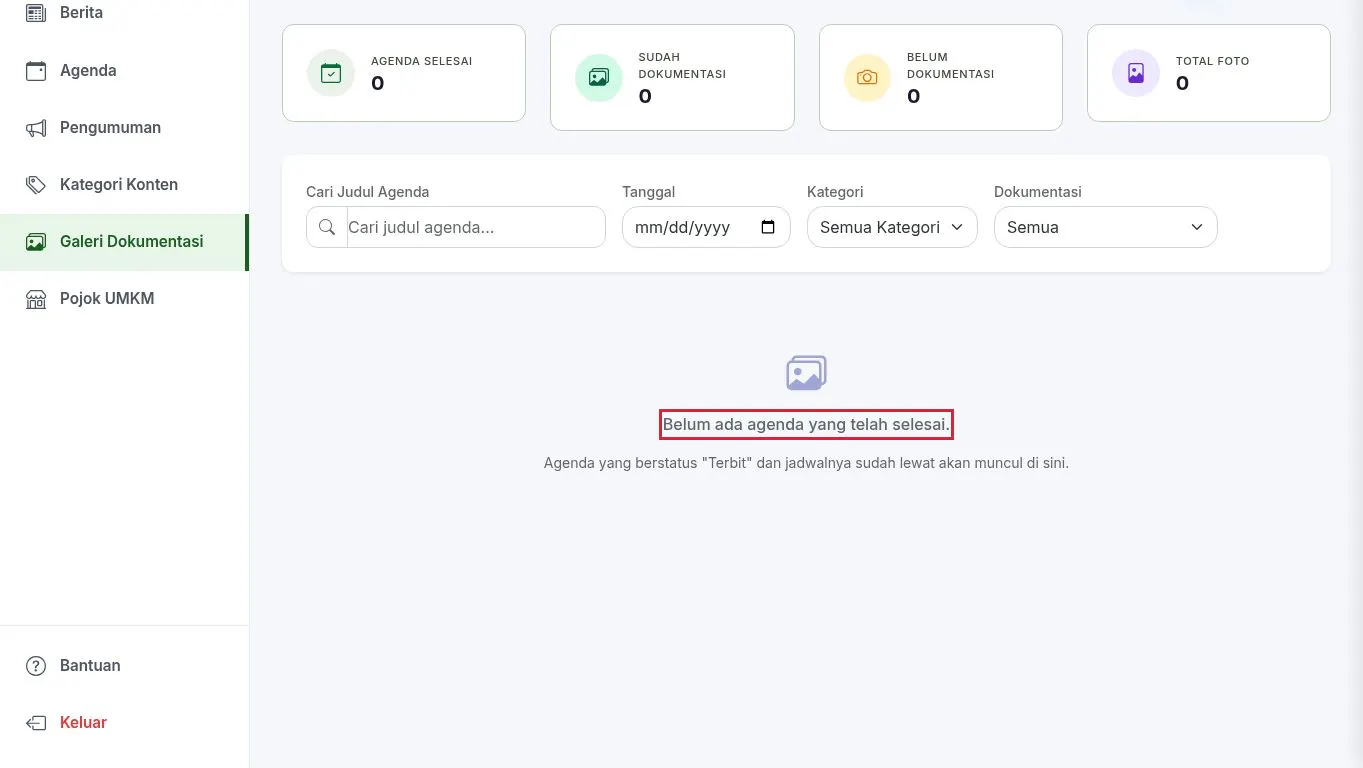 Berita
Agenda
Pengumuman
Kategori Konten
Galeri Dokumentasi
Pojok UMKM
Bantuan
Keluar
AGENDA SELESAI
0
SUDAH
DOKUMENTASI
0
BELUM
DOKUMENTASI
0
TOTAL FOTO
0
Cari Judul Agenda
Cari judul agenda...
Tanggal
mm/dd/yyyy
Kategori
Semua Kategori
Dokumentasi
Semua
Belum ada agenda yang telah selesai.
Agenda yang berstatus "Terbit" dan jadwalnya sudah lewat akan muncul di sini.